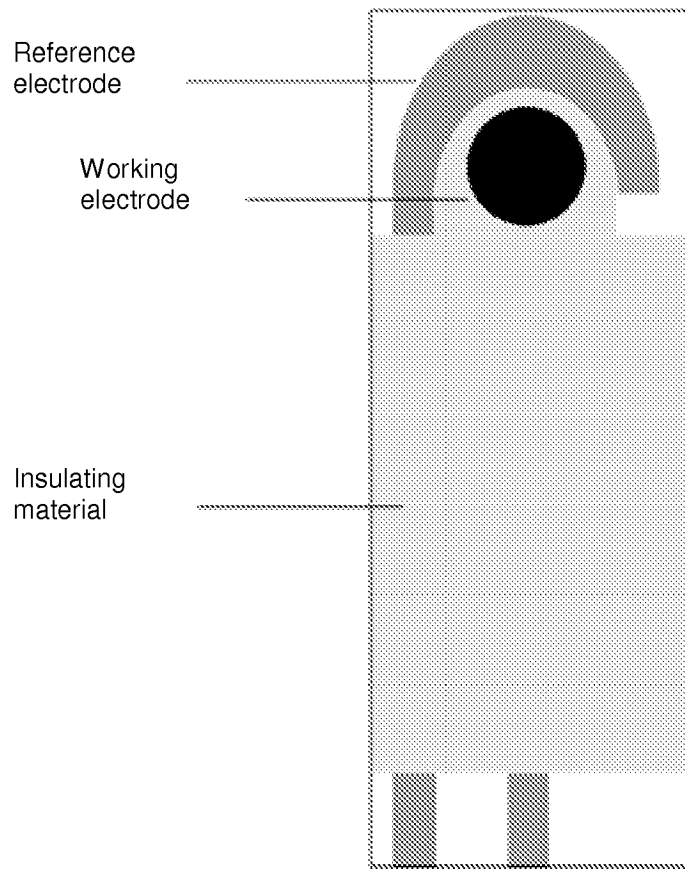 Reference
electrode
Working
electrode
Insulating
material